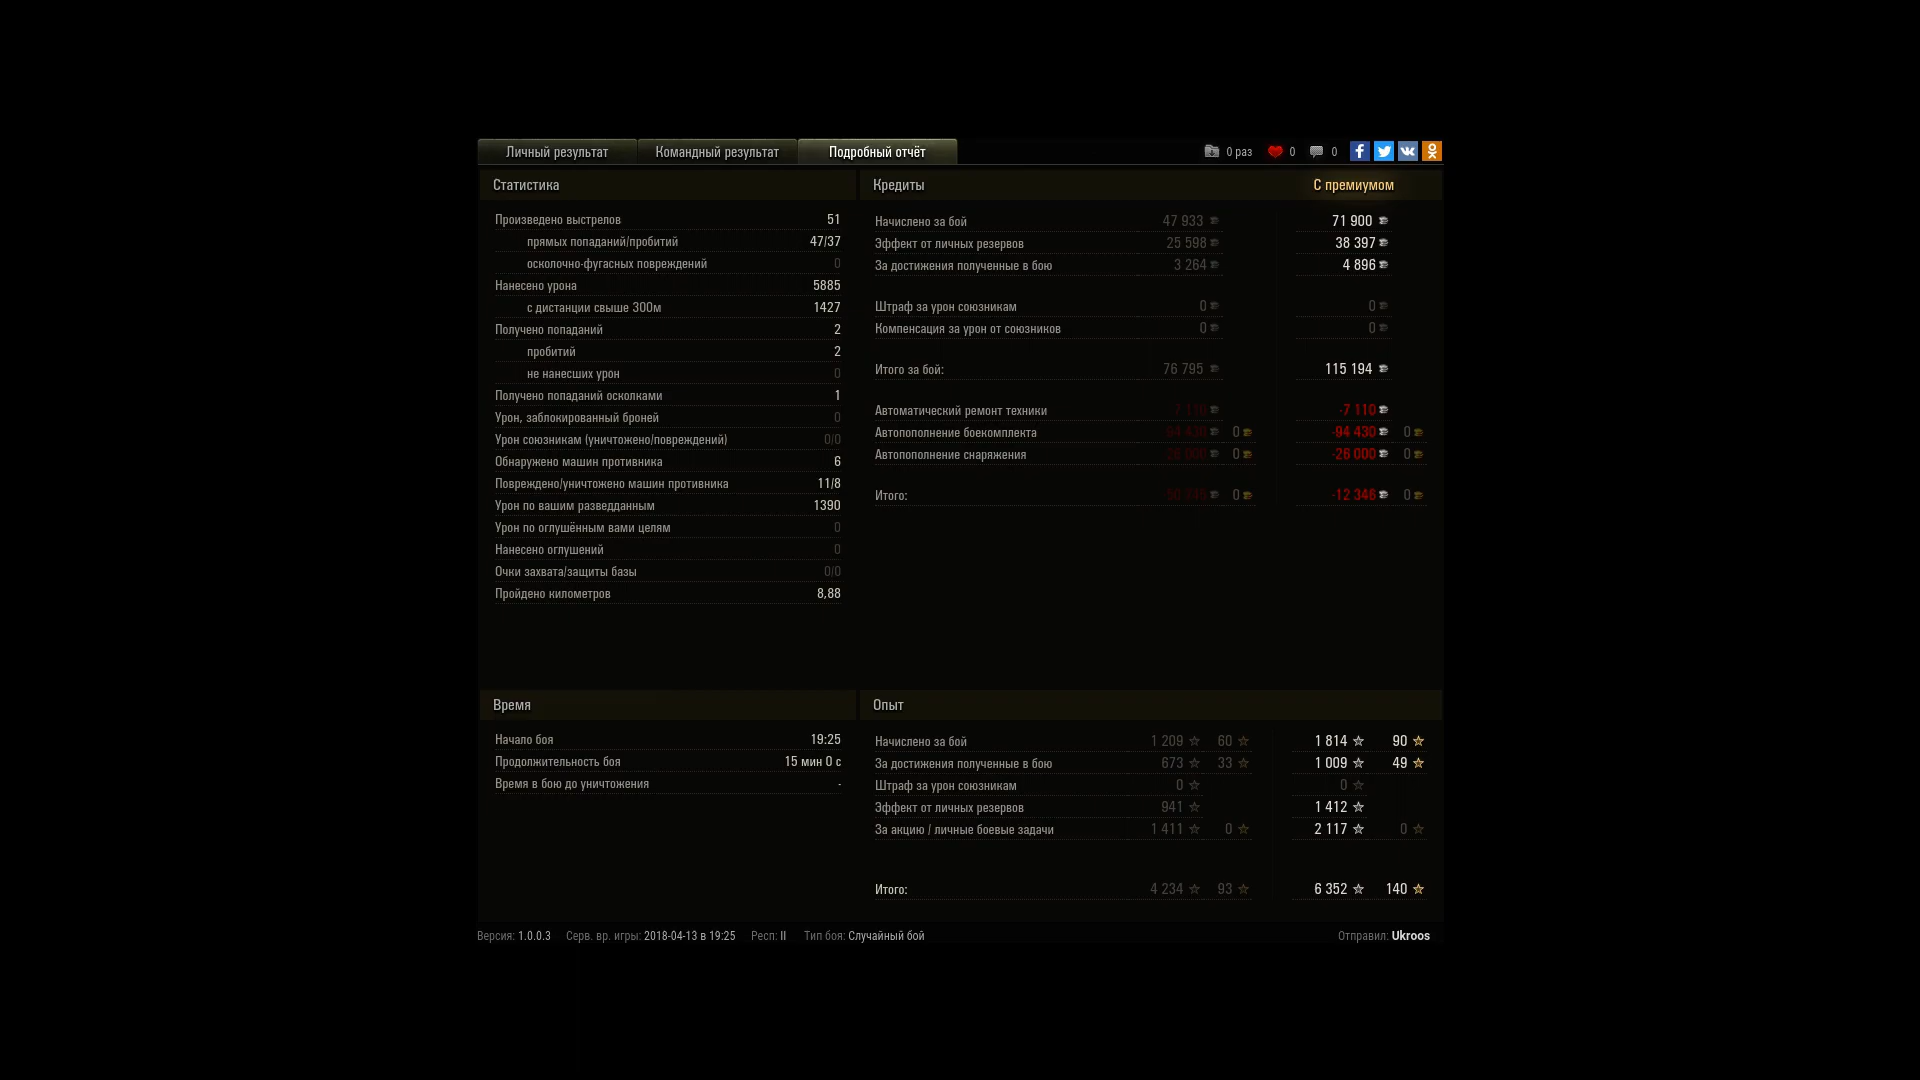 Личный результат Командный результат Подробный отчёт 0 раз 0 0
Статистика
Произведено выстрелов 51
прямых попаданий/пробитий 47/37
осколочно-фугасных повреждений 0
Нанесено урона 5885
с дистанции свыше 300м 1427
Получено попаданий 2
пробитий 2
не нанесших урон 0
Получено попаданий осколками 1
Урон, заблокированный броней 0
Урон союзникам (уничтожено/повреждений) 0/0
Обнаружено машин противника 6
Повреждено/уничтожено машин противника 11/8
Урон по вашим разведданным 1390
Урон по оглушённым вами целям 0
Нанесено оглушений 0
Очки захвата/защиты базы 0/0
Пройдено километров 8,88
Кредиты С премиумом
Начислено за бой 47 933 71 900
Эффект от личных резервов 25 598 38 397
За достижения полученные в бою 3 264 4 896
Штраф за урон союзникам 0 0
Компенсация за урон от союзников 0 0
Итого за бой: 76 795 115 194
Автоматический ремонт техники -7 110
Автопополнение боекомплекта 0 -94 430 0
Автопополнение снаряжения 0 -26 000 0
Итого: 0 -12 346 0
Время
Начало боя 19:25
Продолжительность боя 15 мин 0 с
Время в бою до уничтожения -
Опыт
Начислено за бой 1 209 60 1 814 90
За достижения полученные в бою 673 33 1 009 49
Штраф за урон союзникам 0 0
Эффект от личных резервов 941 1 412
За акцию / личные боевые задачи 1 411 0 2 117 0
Итого: 4 234 93 6 352 140
Версия: 1.0.0.3 Серв. вр. игры: 2018-04-13 в 19:25 Респ: II Тип боя: Случайный бой Отправил: Ukroos